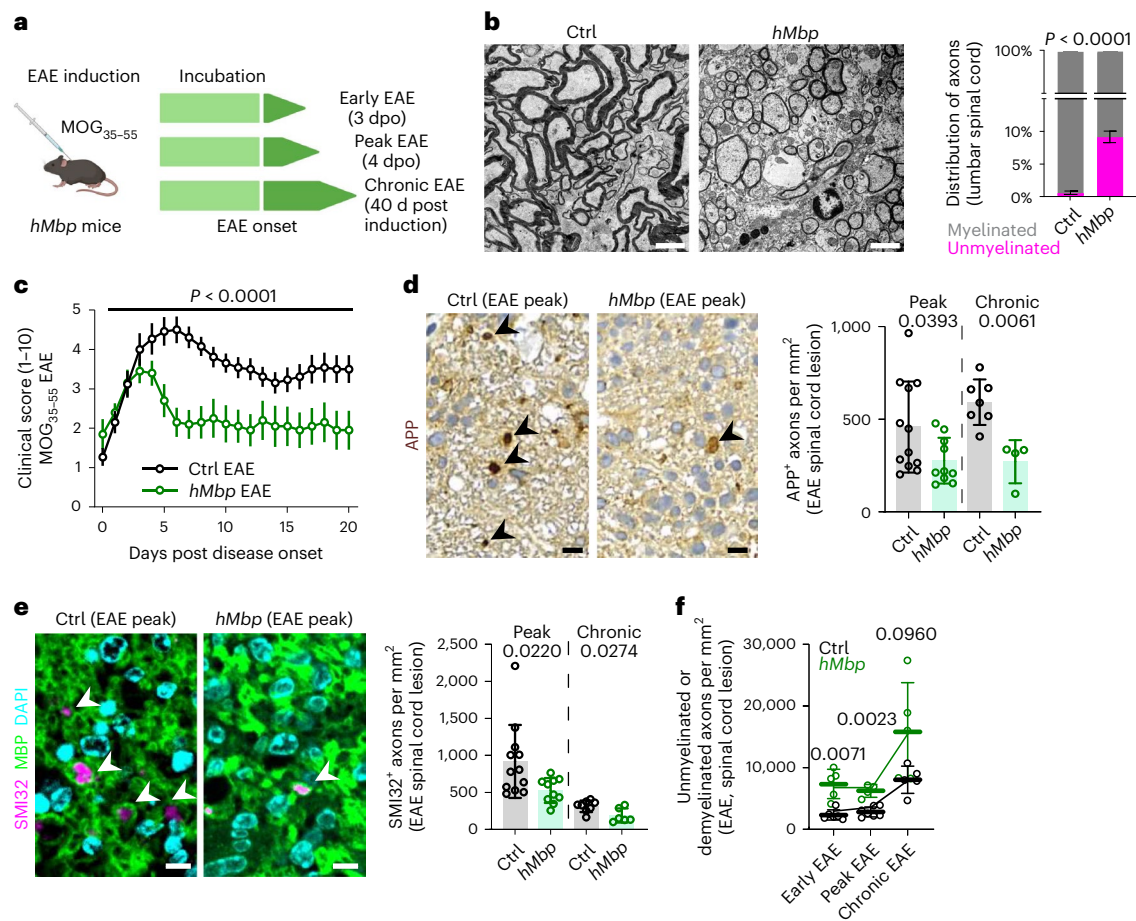 a
EAE induction
Incubation
MOG35–55
Early EAE
(3 dpo)
Peak EAE
(4 dpo)
Chronic EAE
(40 d post
induction)
hMbp mice
EAE onset
b
Ctrl
hMbp
P < 0.0001
Distribution of axons
(lumbar spinal cord)
100%
10%
5%
0%
Ctrl
hMbp
Myelinated
Unmyelinated
c
P < 0.0001
Clinical score (1–10)
MOG35–55 EAE
5
4
3
2
1
0
Ctrl EAE
hMbp EAE
0
5
10
15
20
Days post disease onset
d
Ctrl (EAE peak)
hMbp (EAE peak)
APP
Peak
0.0393
Chronic
0.0061
APP+ axons per mm2
(EAE spinal cord lesion)
1,000
500
0
Ctrl
hMbp
Ctrl
hMbp
e
Ctrl (EAE peak)
hMbp (EAE peak)
SMI32 MBP DAPI
Peak
0.0220
Chronic
0.0274
SMI32+ axons per mm2
(EAE spinal cord lesion)
2,500
2,000
1,500
1,000
500
0
Ctrl
hMbp
Ctrl
hMbp
f
Unmyelinated or
demyelinated axons per mm2
(EAE, spinal cord lesion)
30,000
20,000
10,000
0
Ctrl
hMbp
0.0071
0.0023
0.0960
Early EAE
Peak EAE
Chronic EAE